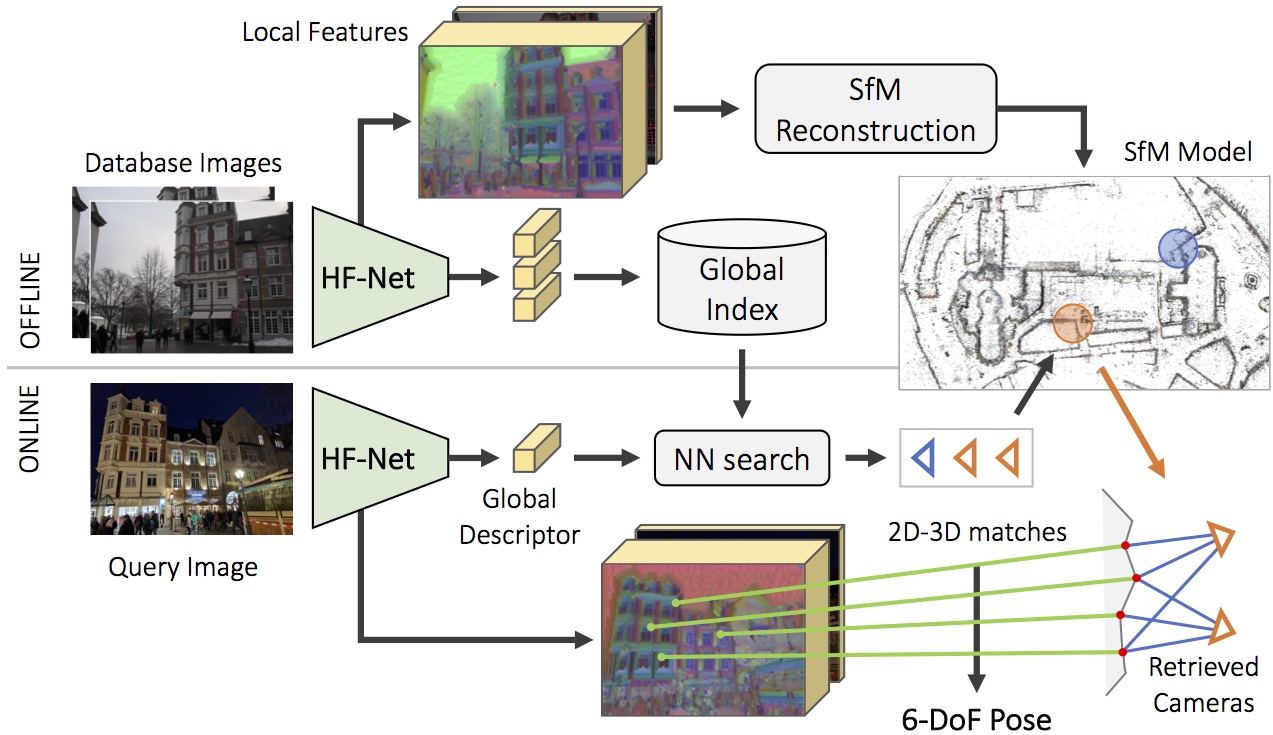 Local Features
SfM
Reconstruction
SfM Model
Database Images
OFFLINE
HF-Net
Global
Index
ONLINE
HF-Net
Global
Descriptor
NN search
Query Image
2D-3D matches
Retrieved
Cameras
6-DoF Pose